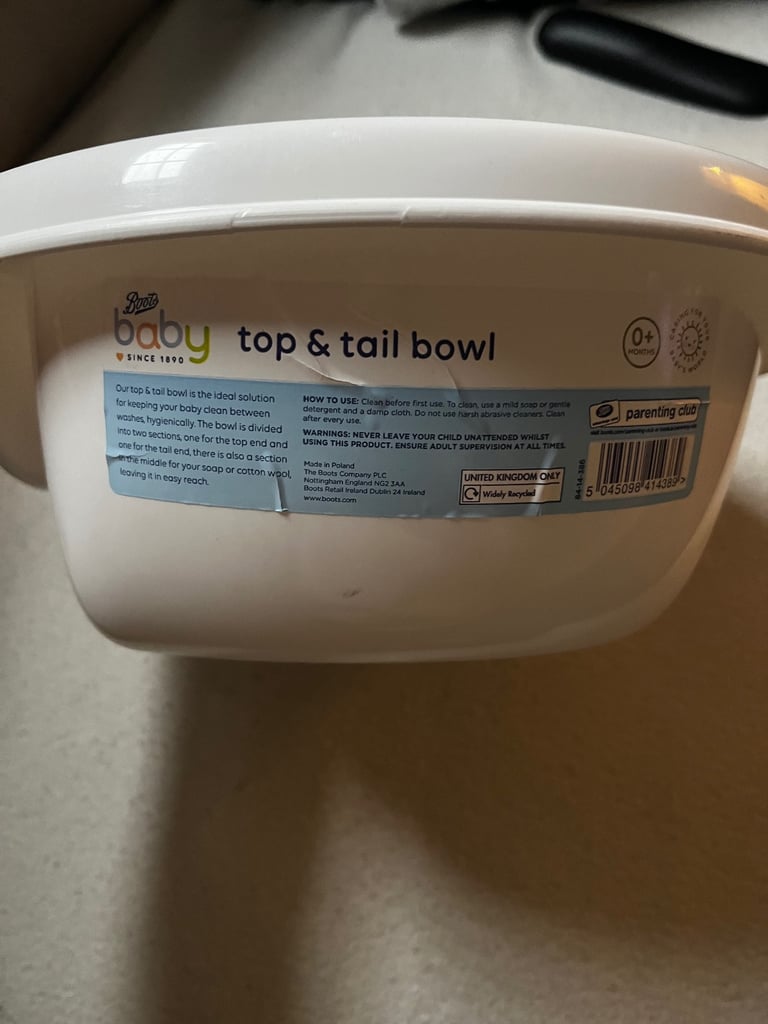 Boots
baby
SINCE 1890
top & tail bowl
0+
MONTHS
CARING FOR YOUR
Our top & tail bowl is the ideal solution
for keeping your baby clean between
washes, hygienically. The bowl is divided
into two sections, one for the top end and
one for the tail end, there is also a section
in the middle for your soap or cotton wool,
leaving it in easy reach.
HOW TO USE: Clean before first use. To clean, use a mild soap or gentle
detergent and a damp cloth. Do not use harsh abrasive cleaners. Clean
after every use.
WARNINGS: NEVER LEAVE YOUR CHILD UNATTENDED WHILST
USING THIS PRODUCT. ENSURE ADULT SUPERVISION AT ALL TIMES.
Made in Poland
The Boots Company PLC
Nottingham England NG2 3AA
Boots Retail Ireland Dublin 24 Ireland
www.boots.com
UNITED KINGDOM ONLY
Widely Recycled
parenting club
64-14-386
5 045098 414389 >